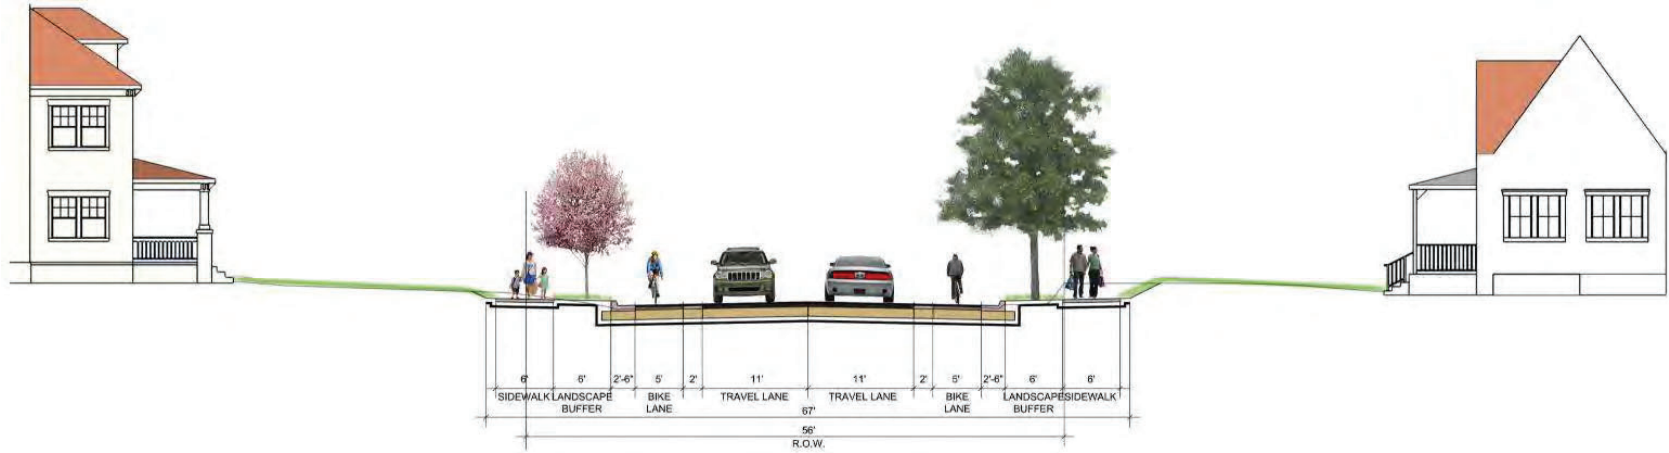 6' 6' 2'-6" 5' 2' 11' 11' 2' 5' 2'-6" 6' 6'
SIDEWALK LANDSCAPE BIKE TRAVEL LANE TRAVEL LANE BIKE LANDSCAPE SIDEWALK
BUFFER LANE LANE BUFFER
67'
56'
R.O.W.